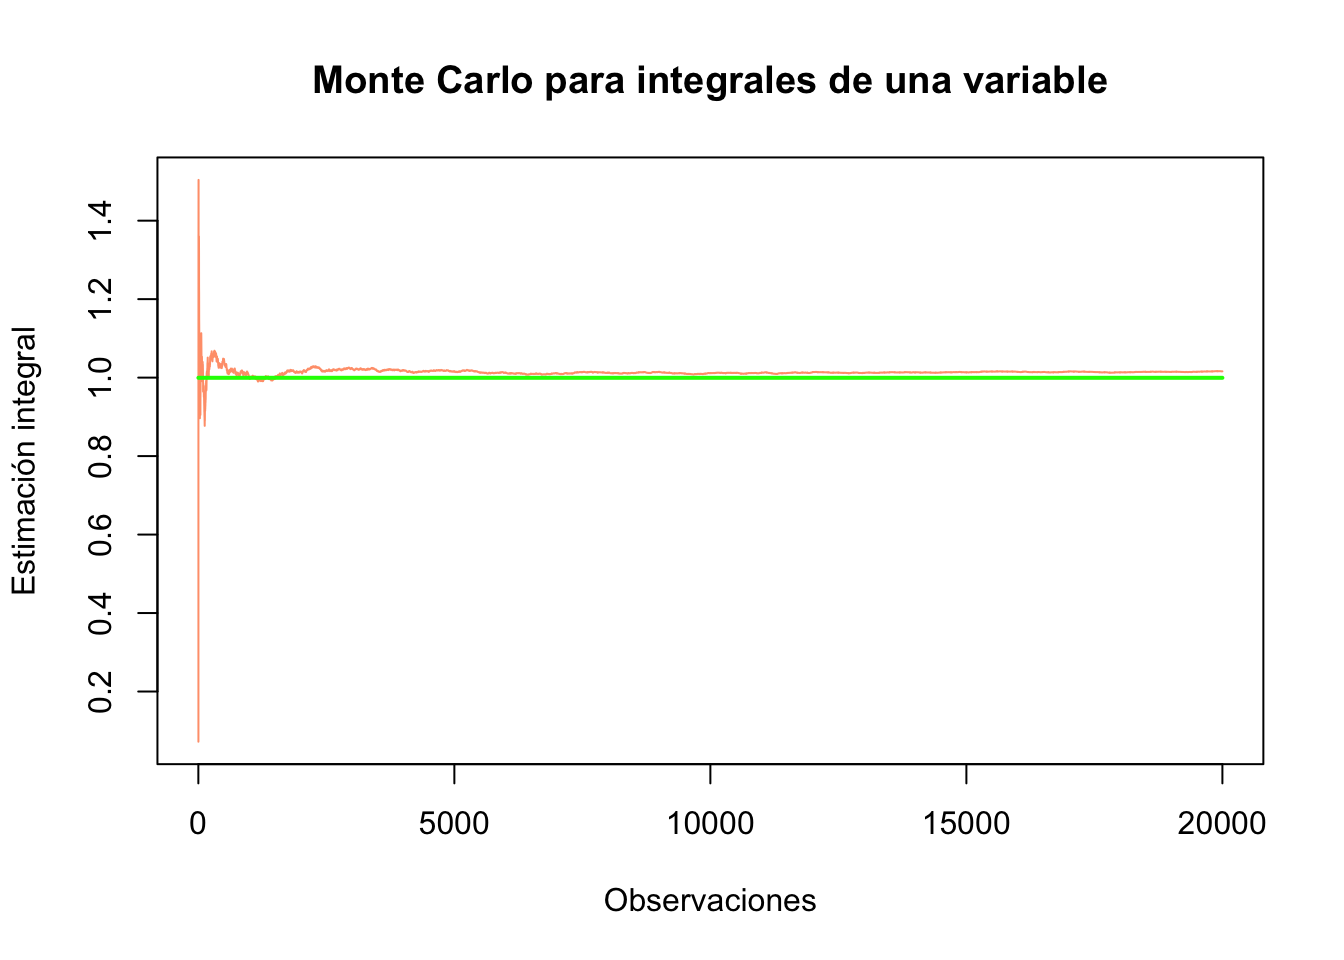 Monte Carlo para integrales de una variable
Estimación integral
1.4
1.2
1.0
0.8
0.6
0.4
0.2
0 5000 10000 15000 20000
Observaciones